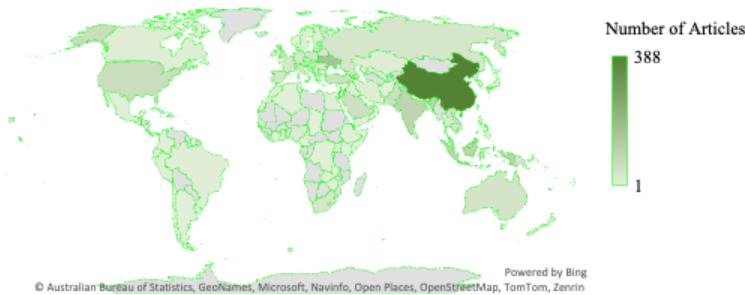 Number of Articles
388
1
Powered by Bing
© Australian Bureau of Statistics, GeoNames, Microsoft, Navinfo, Open Places, OpenStreetMap, TomTom, Zenrin